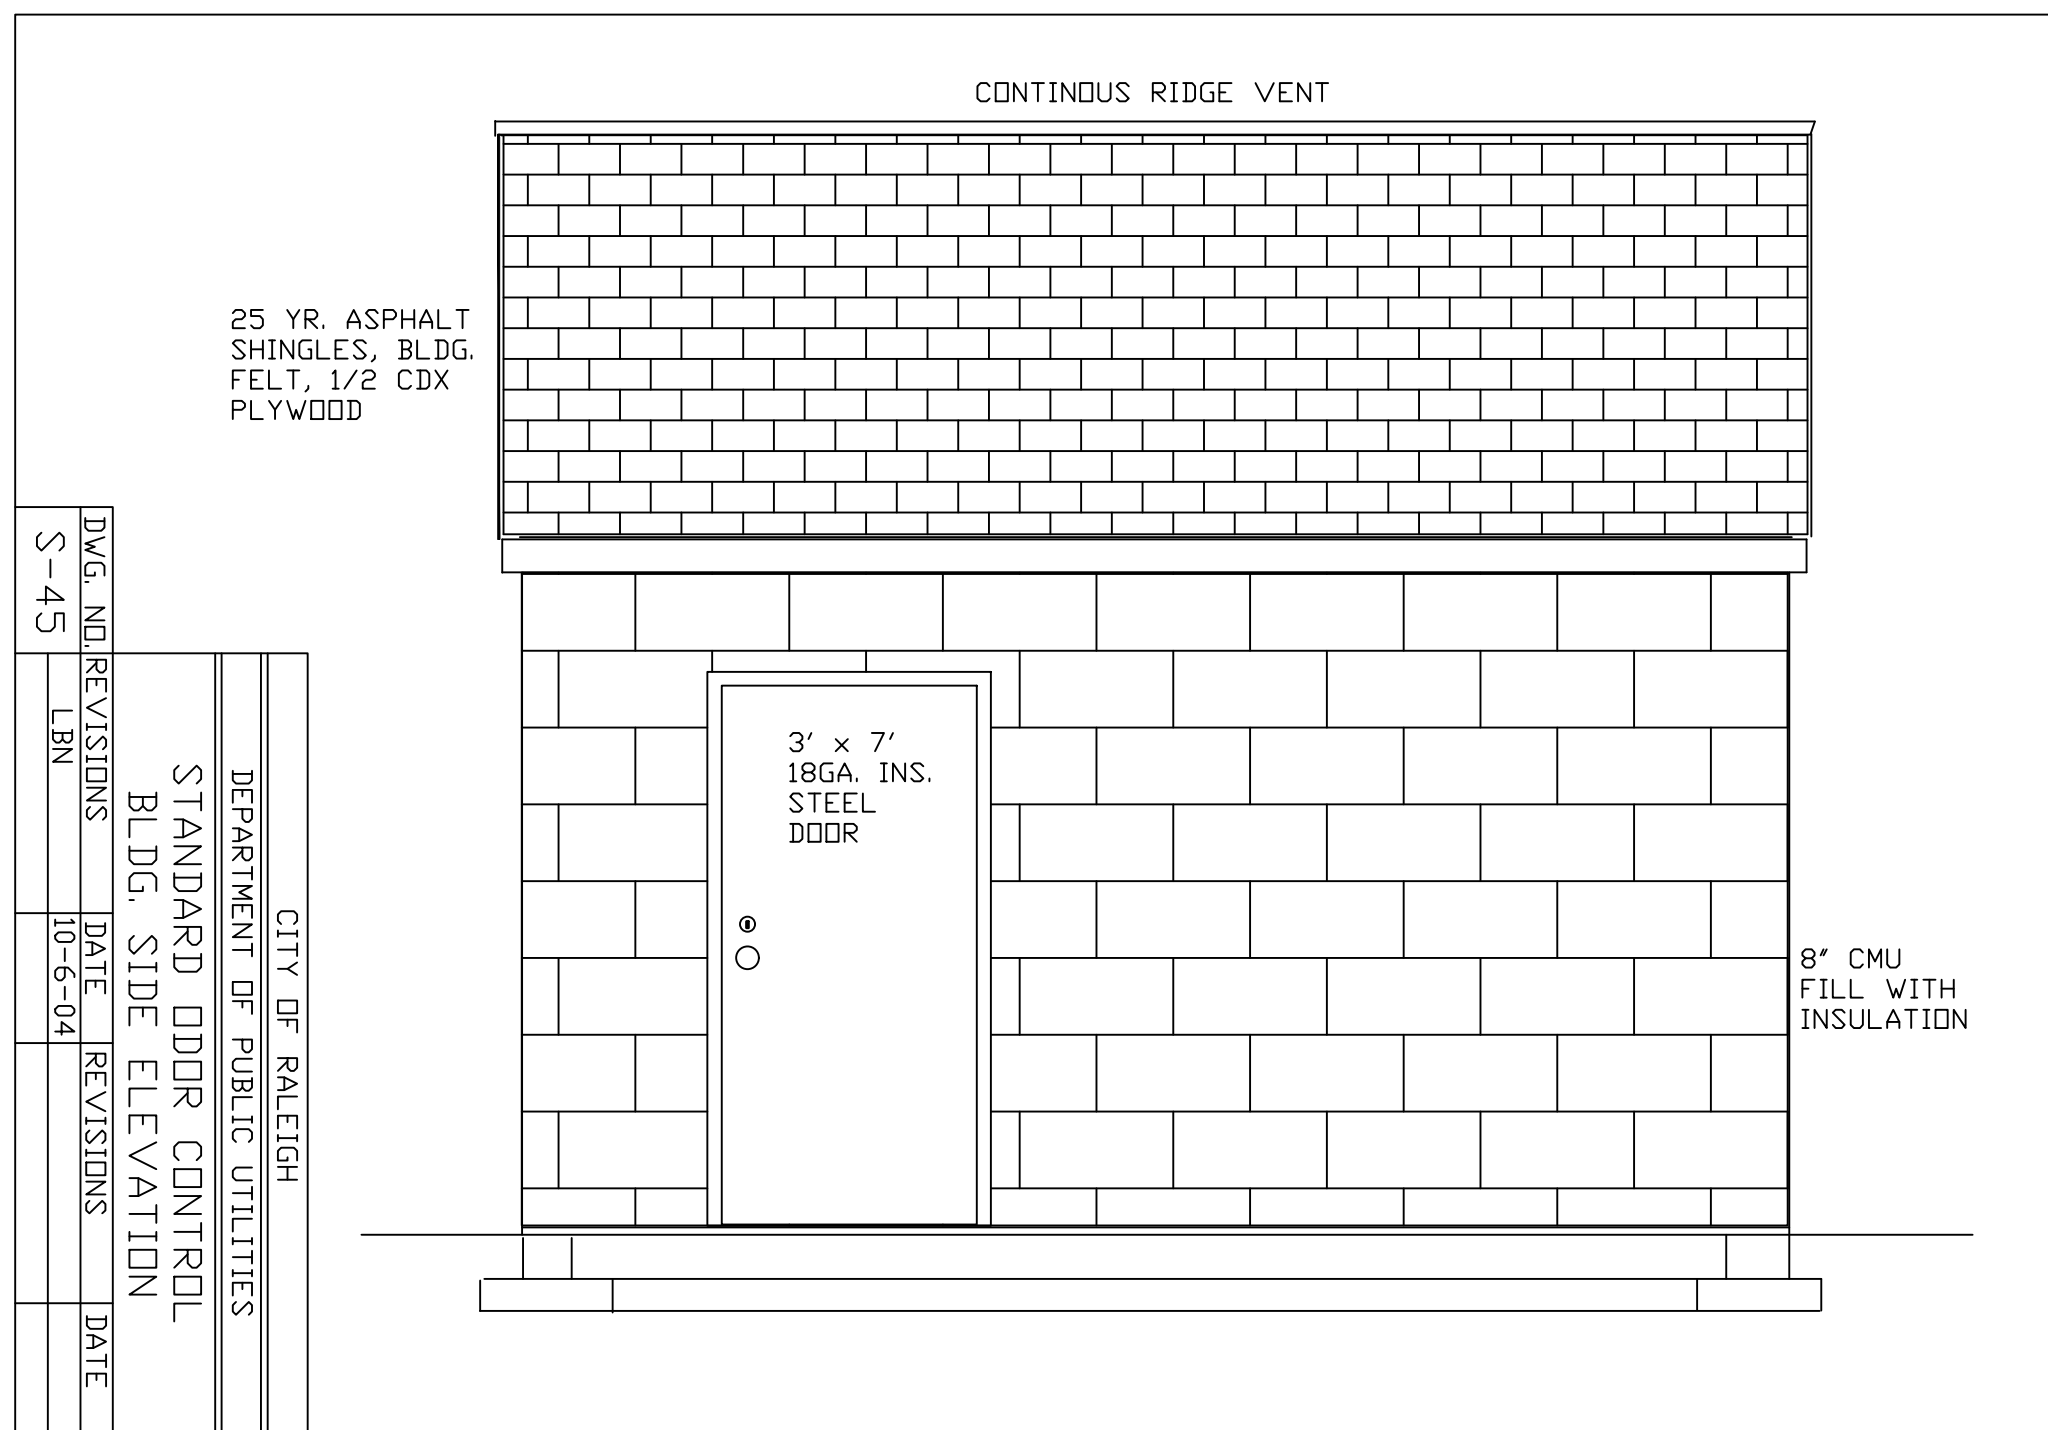 CONTINOUS RIDGE VENT
25 YR. ASPHALT
SHINGLES, BLDG.
FELT, 1/2 CDX
PLYWOOD
3' x 7'
18GA. INS.
STEEL
DOOR
8" CMU
FILL WITH
INSULATION
CITY OF RALEIGH
DEPARTMENT OF PUBLIC UTILITIES
STANDARD ODOR CONTROL
BLDG. SIDE ELEVATION
DWG. NO. REVISIONS DATE REVISIONS DATE
S-45 LBN 10-6-04